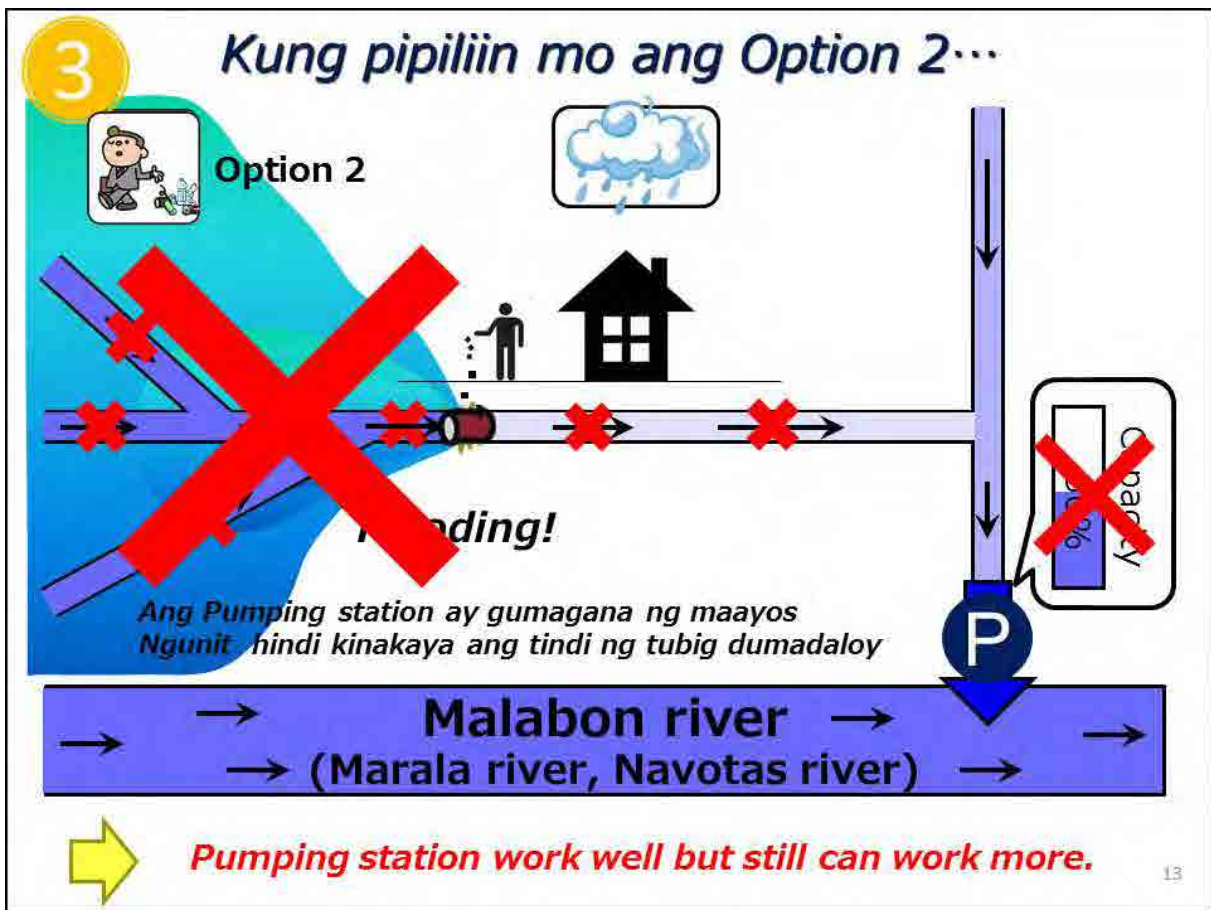 3
Kung pipiliin mo ang Option 2…
Option 2
Ang Pumping station ay gumagana ng maayos
Ngunit hindi kinakaya ang tindi ng tubig dumadaloy
P
Malabon river
(Marala river, Navotas river)
Pumping station work well but still can work more.
13